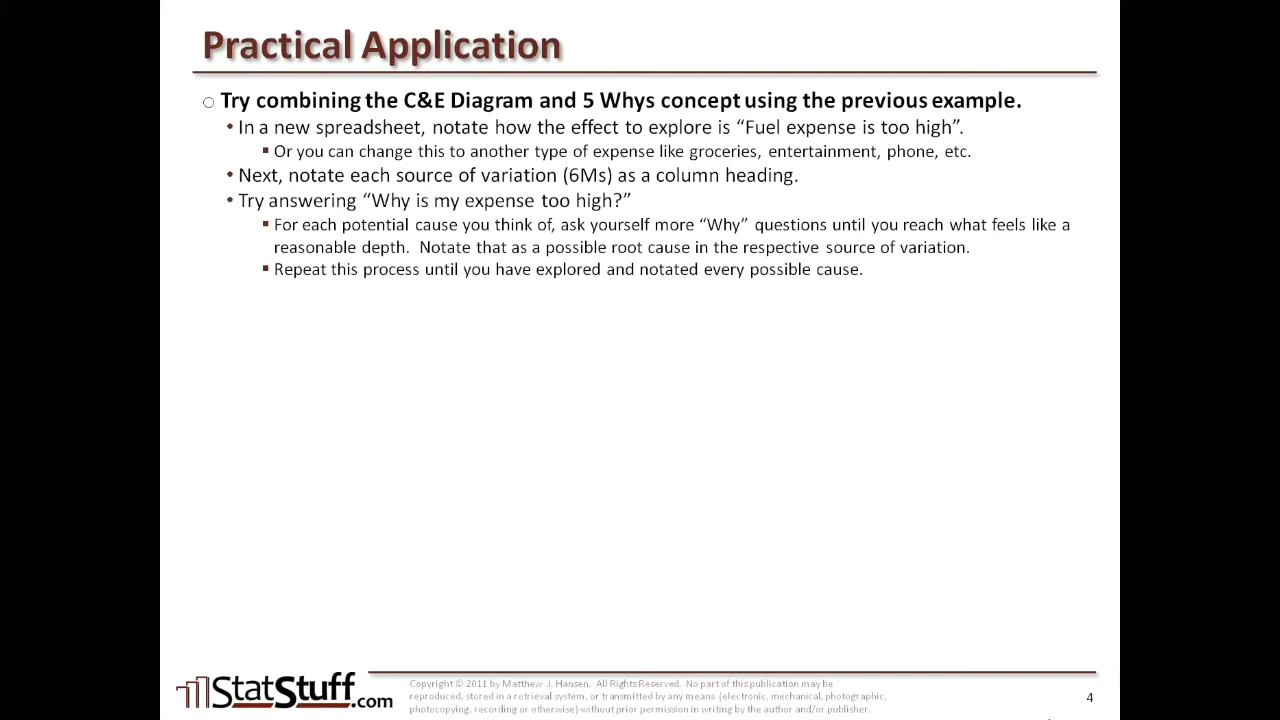 Practical Application
○ Try combining the C&E Diagram and 5 Whys concept using the previous example.
• In a new spreadsheet, notate how the effect to explore is “Fuel expense is too high”.
▪ Or you can change this to another type of expense like groceries, entertainment, phone, etc.
• Next, notate each source of variation (6Ms) as a column heading.
• Try answering “Why is my expense too high?”
▪ For each potential cause you think of, ask yourself more “Why” questions until you reach what feels like a
reasonable depth. Notate that as a possible root cause in the respective source of variation.
▪ Repeat this process until you have explored and notated every possible cause.
StatStuff.com
Copyright © 2011 by Matthew J. Hansen. All Rights Reserved. No part of this publication may be
reproduced, stored in a retrieval system, or transmitted by any means (electronic, mechanical, photographic,
photocopying, recording or otherwise) without prior permission in writing by the author and/or publisher.
4